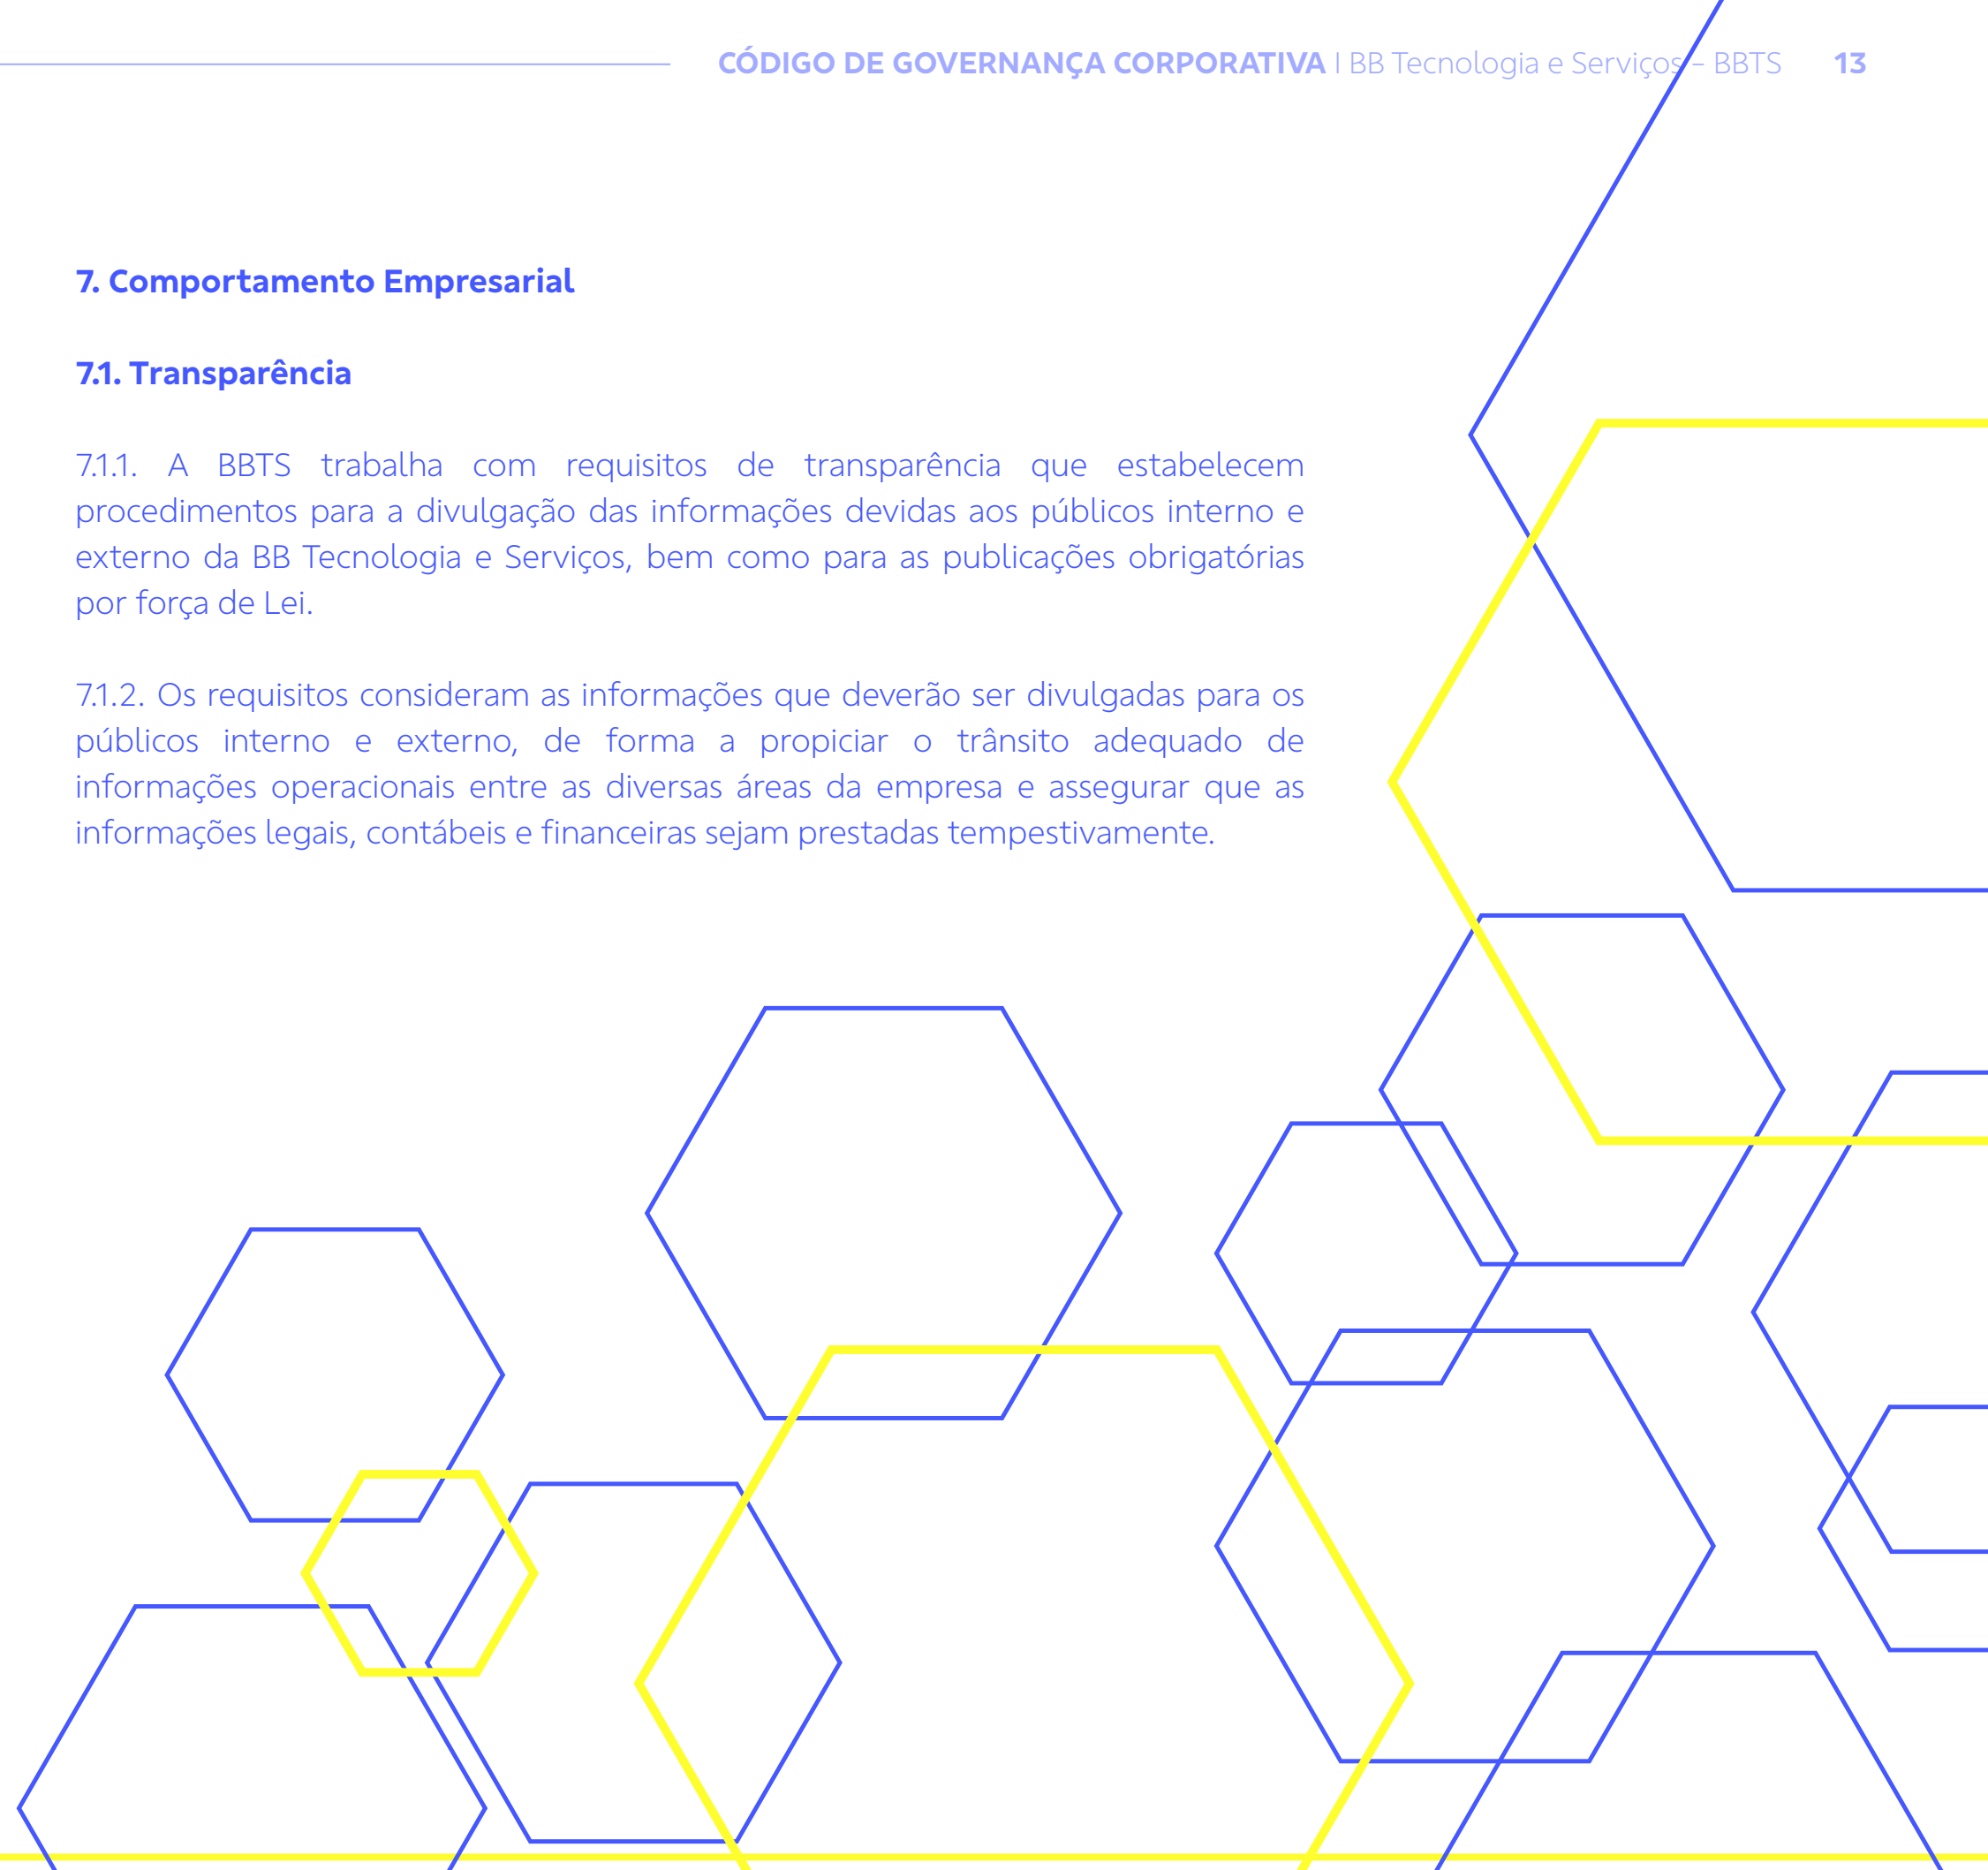 CÓDIGO DE GOVERNANÇA CORPORATIVA | BB Tecnologia e Serviços – BBTS 13
7. Comportamento Empresarial
7.1. Transparência
7.1.1. A BBTS trabalha com requisitos de transparência que estabelecem
procedimentos para a divulgação das informações devidas aos públicos interno e
externo da BB Tecnologia e Serviços, bem como para as publicações obrigatórias
por força de Lei.
7.1.2. Os requisitos consideram as informações que deverão ser divulgadas para os
públicos interno e externo, de forma a propiciar o trânsito adequado de
informações operacionais entre as diversas áreas da empresa e assegurar que as
informações legais, contábeis e financeiras sejam prestadas tempestivamente.